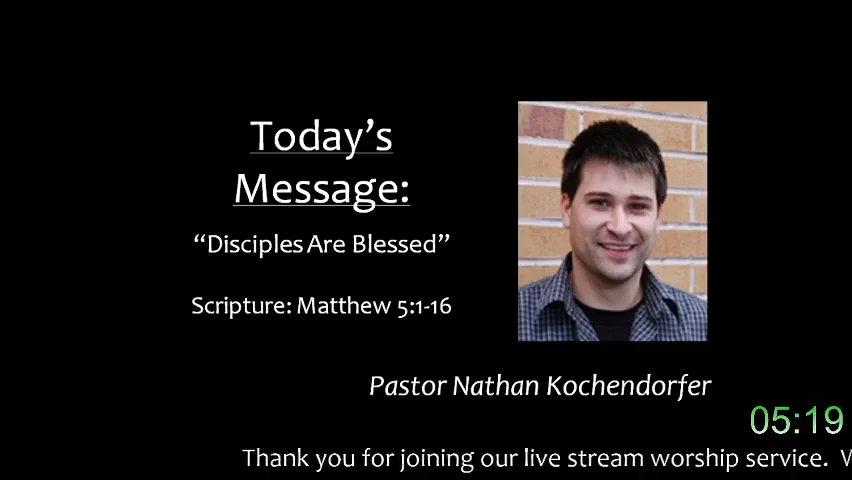 Today’s
Message:
“Disciples Are Blessed”
Scripture: Matthew 5:1-16
Pastor Nathan Kochendorfer
05:19
Thank you for joining our live stream worship service.